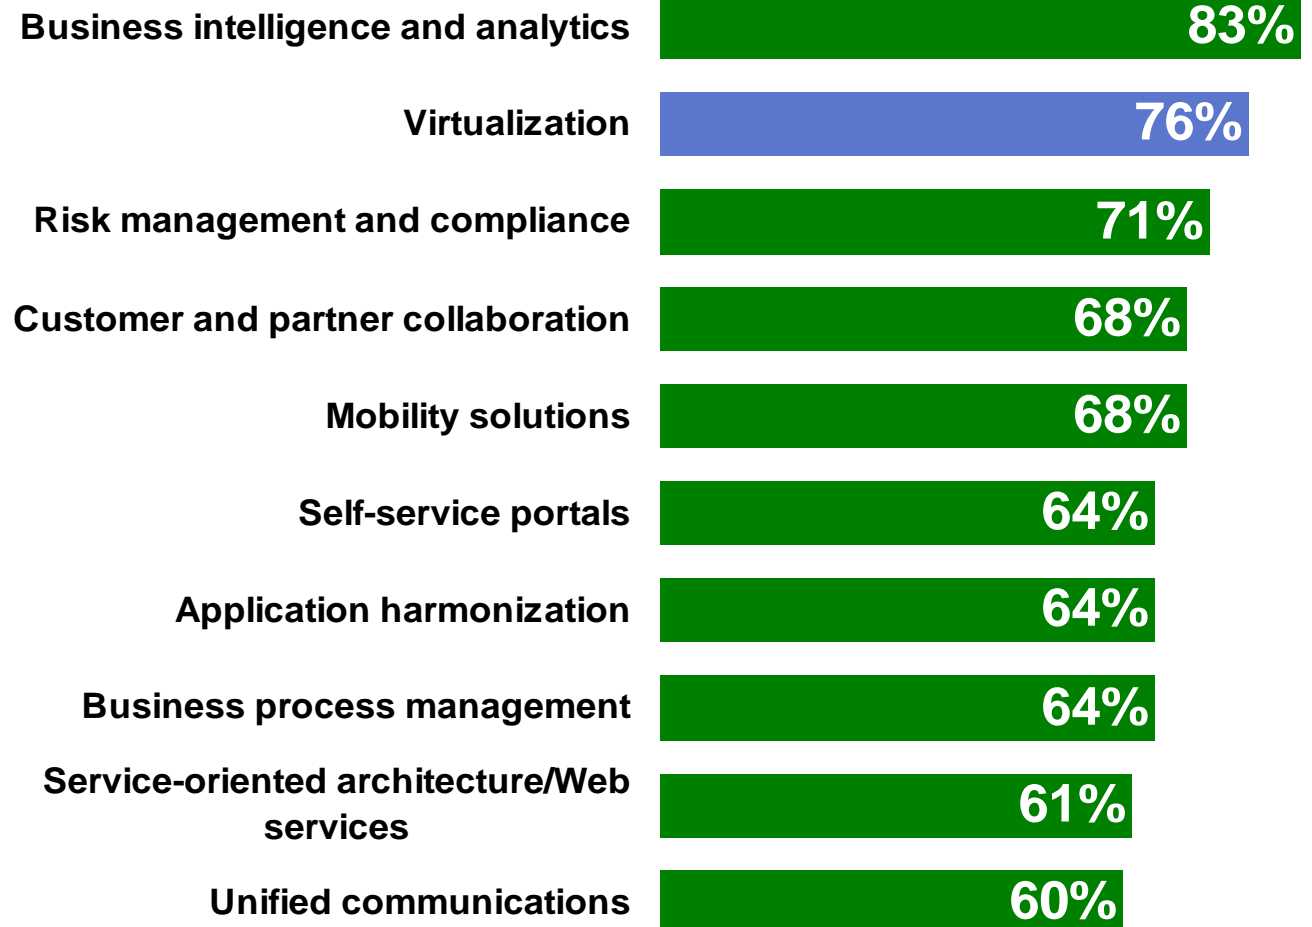 Business intelligence and analytics 83%
Virtualization 76%
Risk management and compliance 71%
Customer and partner collaboration 68%
Mobility solutions 68%
Self-service portals 64%
Application harmonization 64%
Business process management 64%
Service-oriented architecture/Web
services 61%
Unified communications 60%